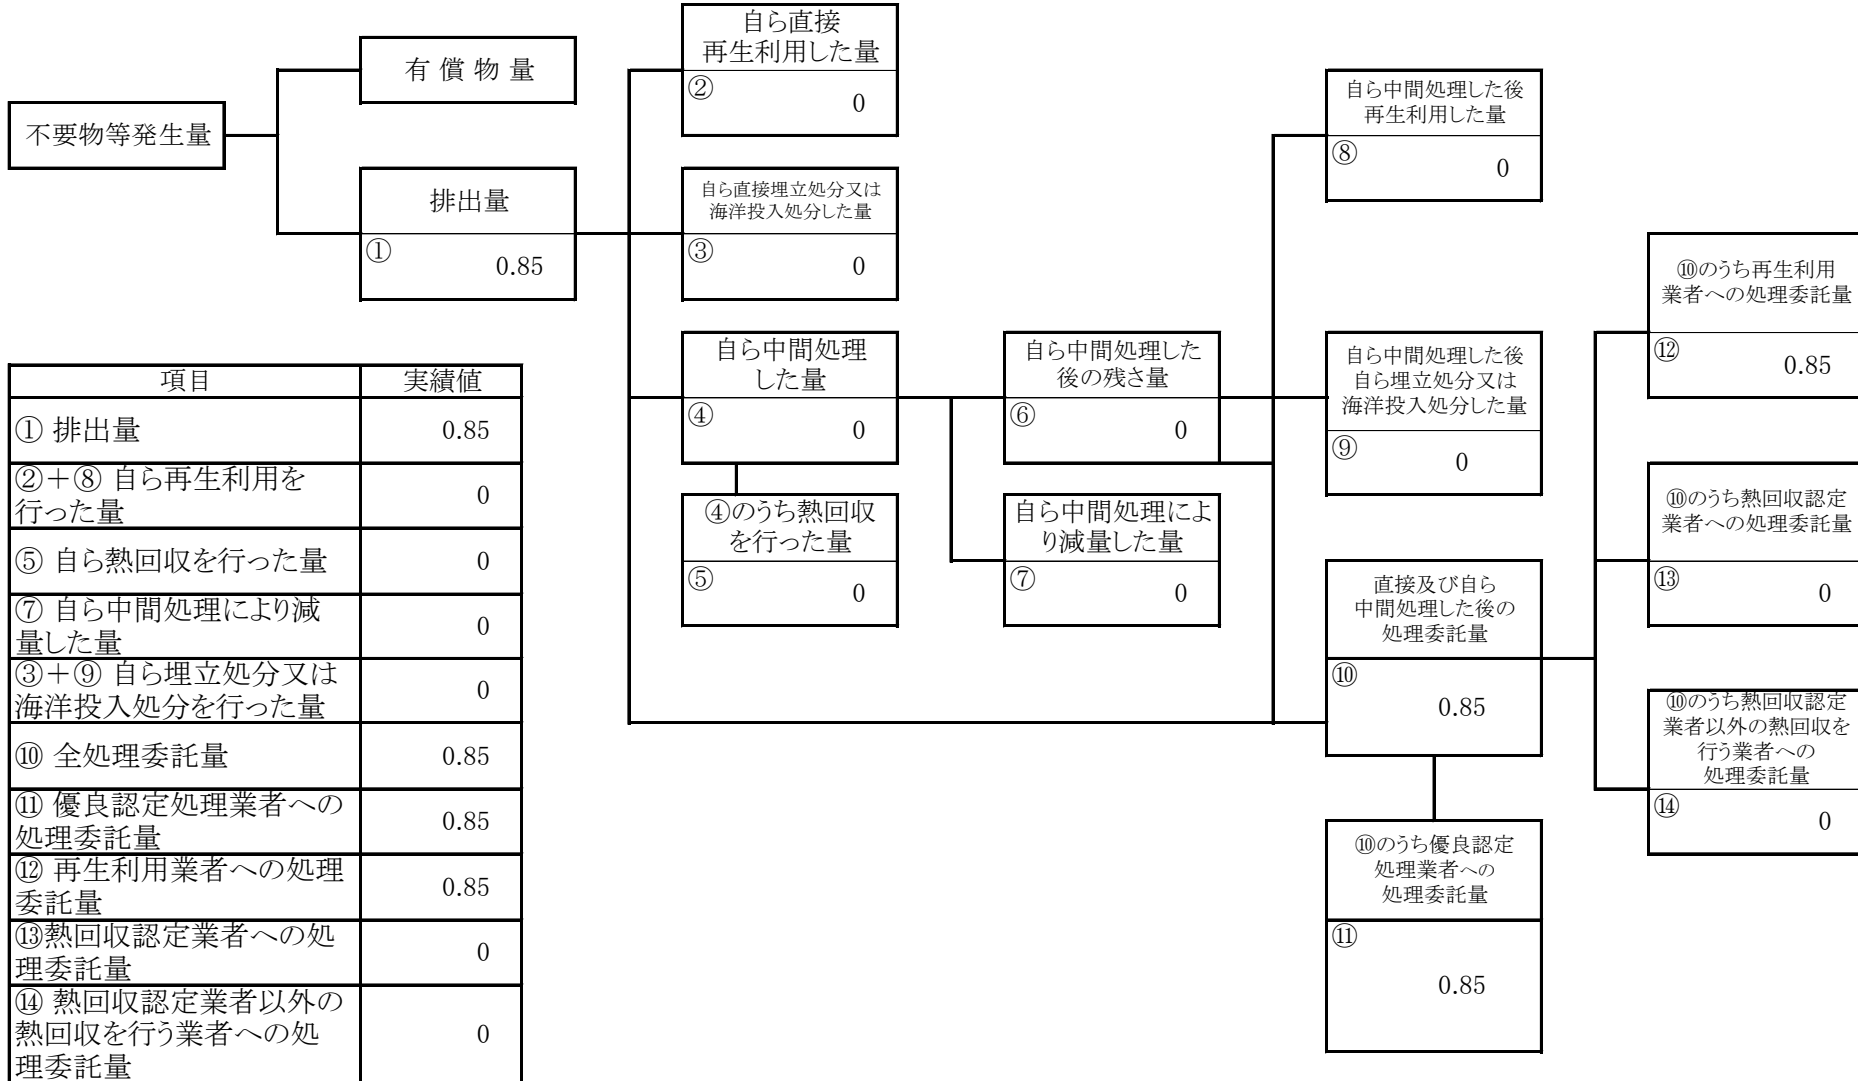 不要物等発生量
有 償 物 量
排出量
①
0.85
自ら直接
再生利用した量
②
0
自ら直接埋立処分又は
海洋投入処分した量
③
0
自ら中間処理
した量
④
0
④のうち熱回収
を行った量
⑤
0
自ら中間処理した
後の残さ量
⑥
0
自ら中間処理によ
り減量した量
⑦
0
自ら中間処理した後
再生利用した量
⑧
0
自ら中間処理した後
自ら埋立処分又は
海洋投入処分した量
⑨
0
直接及び自ら
中間処理した後の
処理委託量
⑩
0.85
⑩のうち優良認定
処理業者への
処理委託量
⑪
0.85
⑩のうち再生利用
業者への処理委託量
⑫
0.85
⑩のうち熱回収認定
業者への処理委託量
⑬
0
⑩のうち熱回収認定
業者以外の熱回収を
行う業者への
処理委託量
⑭
0
項目 実績値
① 排出量 0.85
②＋⑧ 自ら再生利用を
行った量 0
⑤ 自ら熱回収を行った量 0
⑦ 自ら中間処理により減
量した量 0
③＋⑨ 自ら埋立処分又は
海洋投入処分を行った量 0
⑩ 全処理委託量 0.85
⑪ 優良認定処理業者への
処理委託量 0.85
⑫ 再生利用業者への処理
委託量 0.85
⑬熱回収認定業者への処
理委託量 0
⑭ 熱回収認定業者以外の
熱回収を行う業者への処
理委託量 0